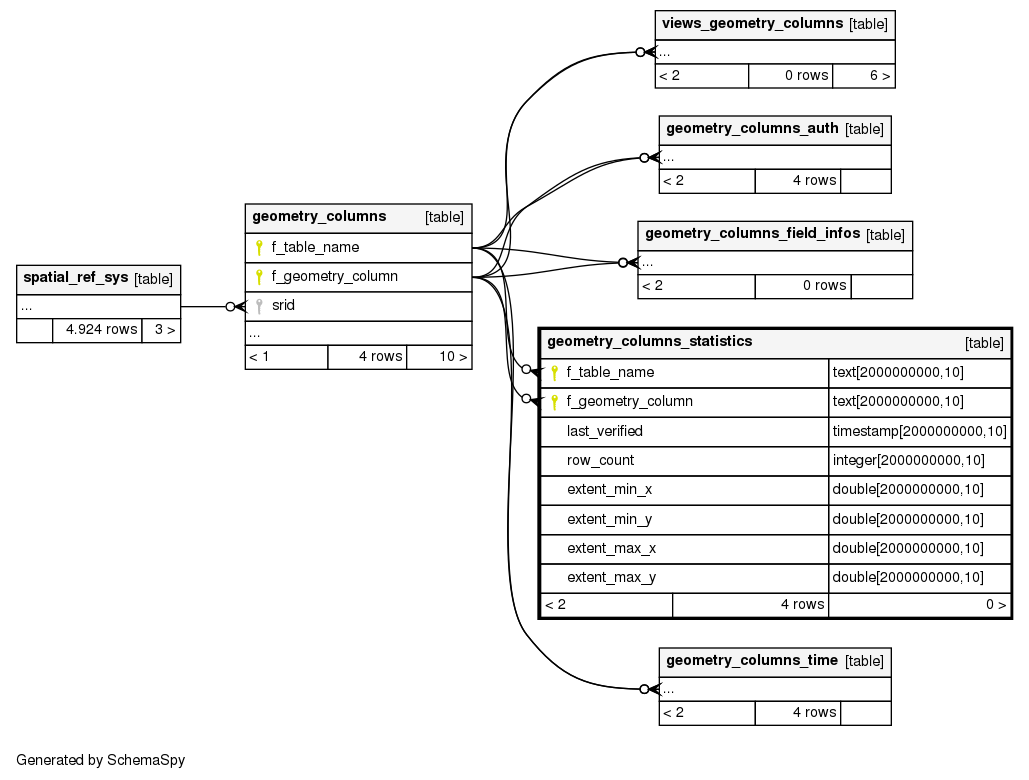 views_geometry_columns [table]
...
< 2 0 rows 6 >
geometry_columns_auth [table]
...
< 2 4 rows
geometry_columns [table]
f_table_name
f_geometry_column
srid
...
< 1 4 rows 10 >
geometry_columns_field_infos [table]
...
< 2 0 rows
spatial_ref_sys [table]
...
4.924 rows 3 >
geometry_columns_statistics [table]
f_table_name text[2000000000,10]
f_geometry_column text[2000000000,10]
last_verified timestamp[2000000000,10]
row_count integer[2000000000,10]
extent_min_x double[2000000000,10]
extent_min_y double[2000000000,10]
extent_max_x double[2000000000,10]
extent_max_y double[2000000000,10]
< 2 4 rows 0 >
geometry_columns_time [table]
...
< 2 4 rows
Generated by SchemaSpy